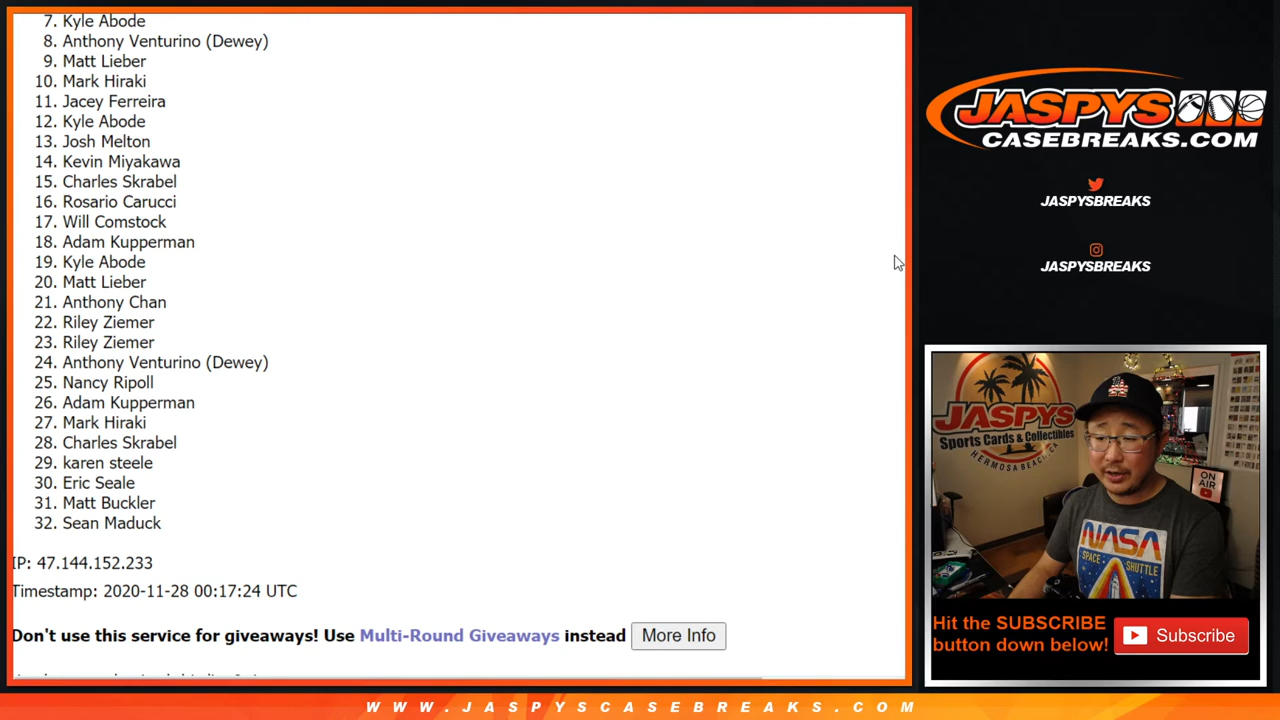 7. Kyle Abode
8. Anthony Venturino (Dewey)
9. Matt Lieber
10. Mark Hiraki
11. Jacey Ferreira
12. Kyle Abode
13. Josh Melton
14. Kevin Miyakawa
15. Charles Skrabel
16. Rosario Carucci
17. Will Comstock
18. Adam Kupperman
19. Kyle Abode
20. Matt Lieber
21. Anthony Chan
22. Riley Ziemer
23. Riley Ziemer
24. Anthony Venturino (Dewey)
25. Nancy Ripoll
26. Adam Kupperman
27. Mark Hiraki
28. Charles Skrabel
29. karen steele
30. Eric Seale
31. Matt Buckler
32. Sean Maduck
IP: 47.144.152.233
Timestamp: 2020-11-28 00:17:24 UTC
Don't use this service for giveaways! Use Multi-Round Giveaways instead More Info
JASPYS
CASEBREAKS.COM
JASPYSBREAKS
JASPYSBREAKS
JASPYS
Sports Cards & Collectibles
HERMOSA BEACH, CA
ON AIR
NASA
SPACE SHUTTLE
Hit the SUBSCRIBE
button down below!
Subscribe
WWW.JASPYSCASEBREAKS.COM